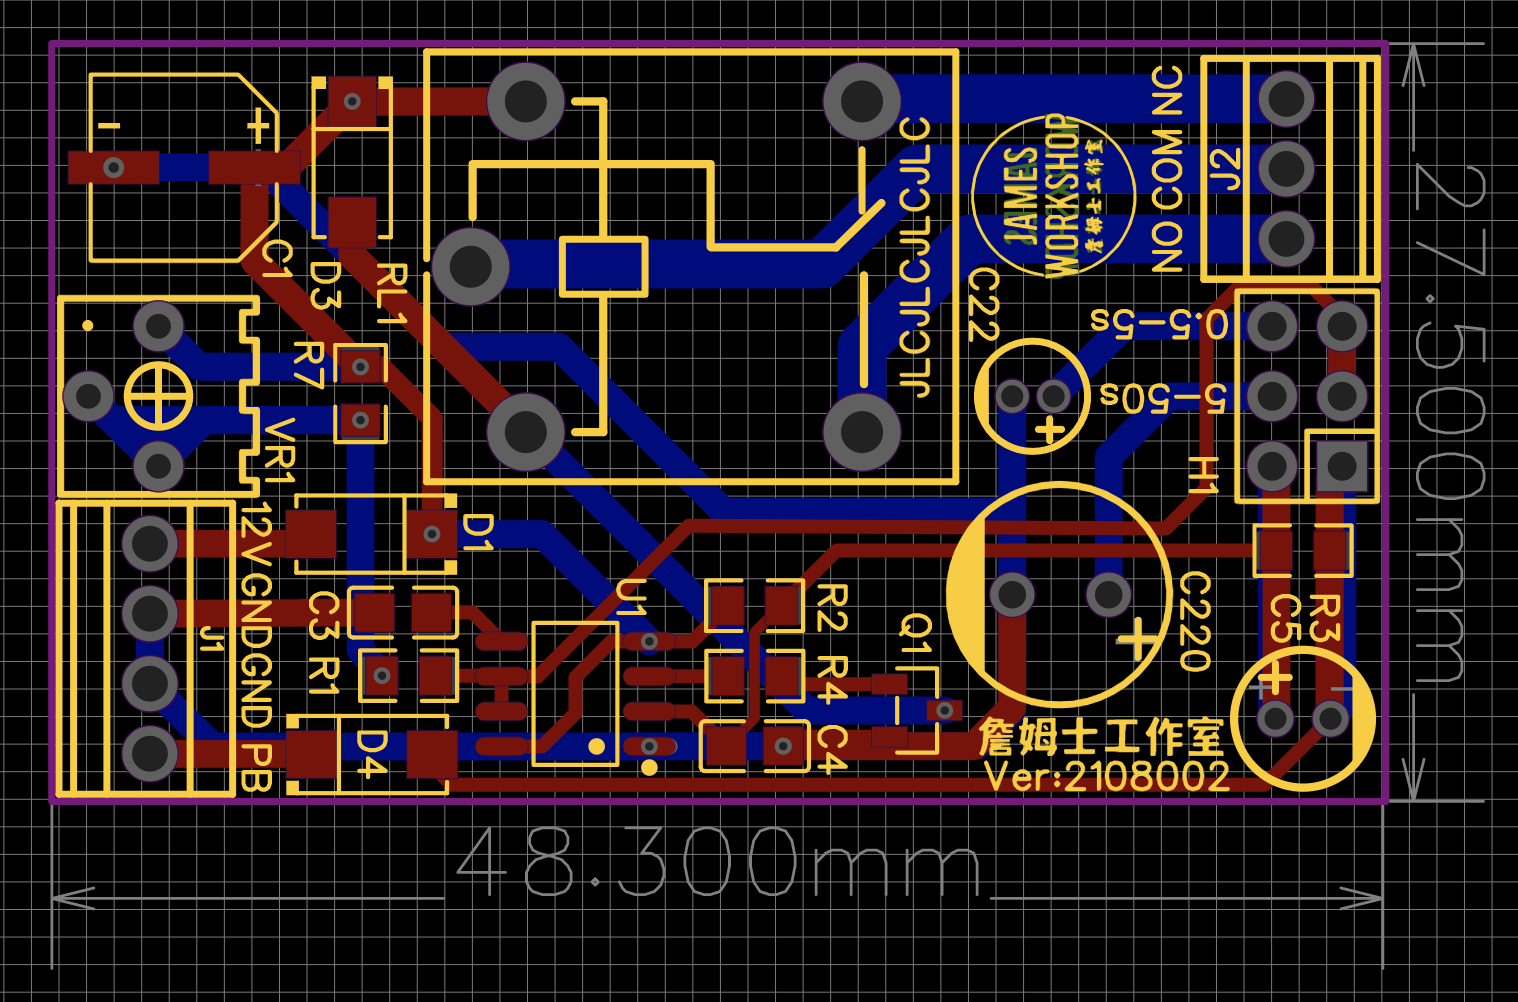 − +
C1
D3
RL1
JLCJLCJLCJLC
JAMES
WORKSHOP
詹姆士工作室
NO COM NC
J2
C22
0.5-5s
5-50s
H1
R7
VR1
12V GND GND PB
J1
D1
C3
R1
D4
U1
R2
R4
C4
Q1
C220
C5
R3
詹姆士工作室
Ver:2108002
48.300mm
27.500mm